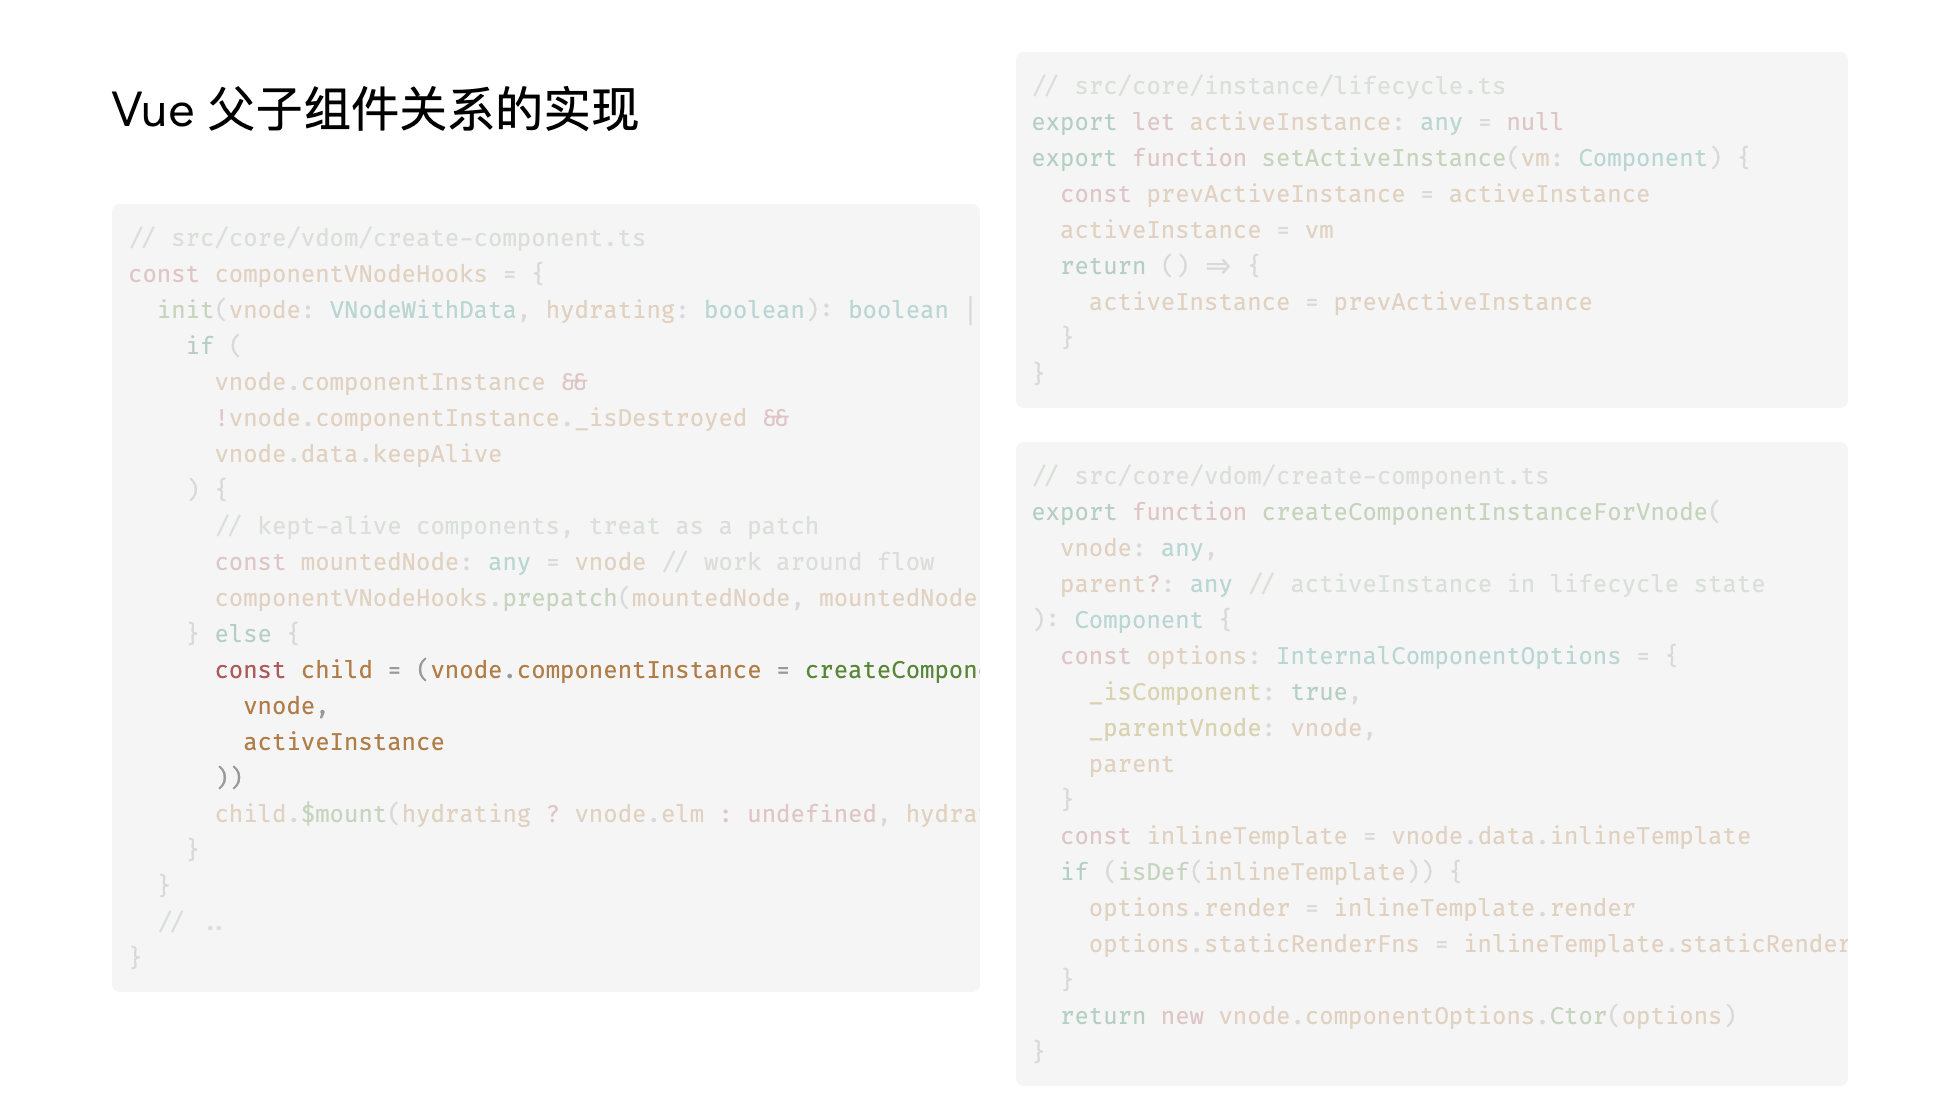 Vue 父子组件关系的实现
// src/core/vdom/create-component.ts
const componentVNodeHooks = {
  init(vnode: VNodeWithData, hydrating: boolean): boolean |
    if (
      vnode.componentInstance &&
      !vnode.componentInstance._isDestroyed &&
      vnode.data.keepAlive
    ) {
      // kept-alive components, treat as a patch
      const mountedNode: any = vnode // work around flow
      componentVNodeHooks.prepatch(mountedNode, mountedNode
    } else {
      const child = (vnode.componentInstance = createCompon
        vnode,
        activeInstance
      ))
      child.$mount(hydrating ? vnode.elm : undefined, hydra
    }
  }
  // ..
}
// src/core/instance/lifecycle.ts
export let activeInstance: any = null
export function setActiveInstance(vm: Component) {
  const prevActiveInstance = activeInstance
  activeInstance = vm
  return () => {
    activeInstance = prevActiveInstance
  }
}
// src/core/vdom/create-component.ts
export function createComponentInstanceForVnode(
  vnode: any,
  parent?: any // activeInstance in lifecycle state
): Component {
  const options: InternalComponentOptions = {
    _isComponent: true,
    _parentVnode: vnode,
    parent
  }
  const inlineTemplate = vnode.data.inlineTemplate
  if (isDef(inlineTemplate)) {
    options.render = inlineTemplate.render
    options.staticRenderFns = inlineTemplate.staticRender
  }
  return new vnode.componentOptions.Ctor(options)
}